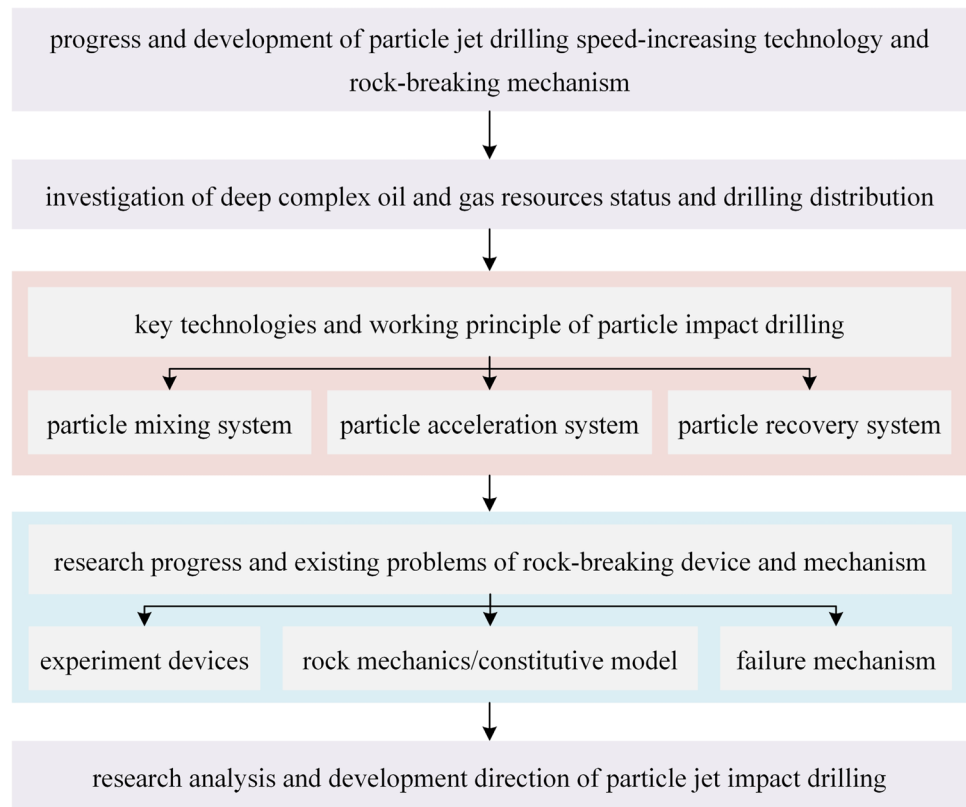 progress and development of particle jet drilling speed-increasing technology and
rock-breaking mechanism
investigation of deep complex oil and gas resources status and drilling distribution
key technologies and working principle of particle impact drilling
particle mixing system
particle acceleration system
particle recovery system
research progress and existing problems of rock-breaking device and mechanism
experiment devices
rock mechanics/constitutive model
failure mechanism
research analysis and development direction of particle jet impact drilling